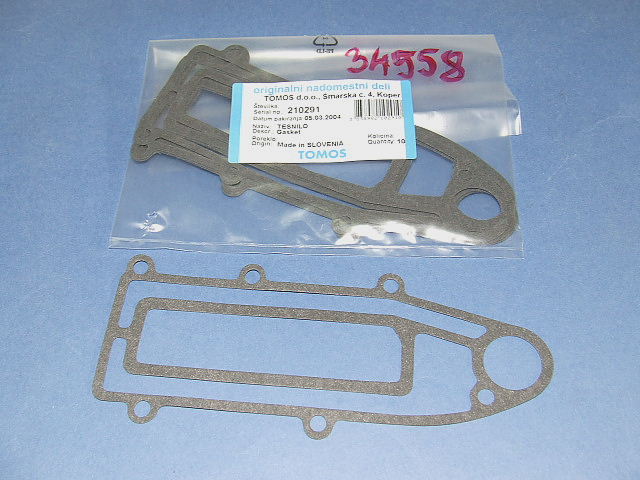 34558
originalni nadomestni deli
TOMOS d.o.o., Šmarska c. 4, Koper
Številka
Serial no. 210291
Datum pakiranja 05.03.2004
Naziv: TESNILO
Descr. Gasket
Poreklo
Origin: Made in SLOVENIA
Količina
Quantity: 10
TOMOS